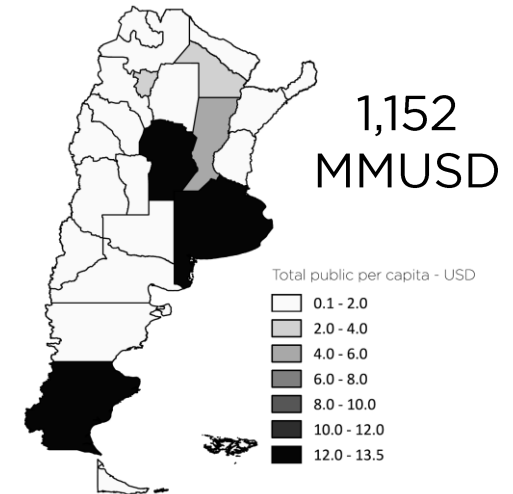 1,152
MMUSD
Total public per capita - USD
0.1 - 2.0
2.0 - 4.0
4.0 - 6.0
6.0 - 8.0
8.0 - 10.0
10.0 - 12.0
12.0 - 13.5